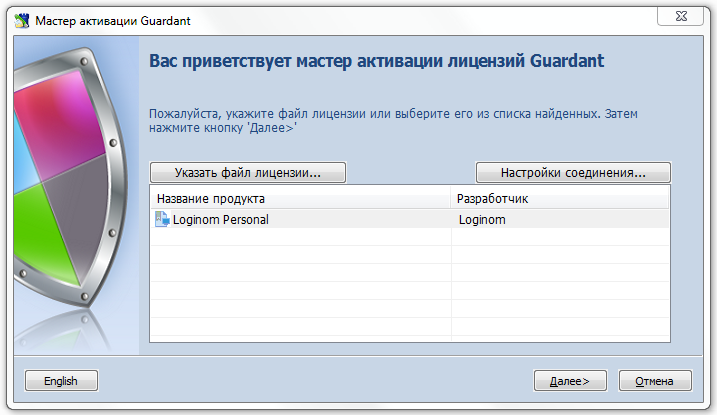 Мастер активации Guardant
Вас приветствует мастер активации лицензий Guardant
Пожалуйста, укажите файл лицензии или выберите его из списка найденных. Затем
нажмите кнопку 'Далее>'
Указать файл лицензии...
Настройки соединения...
Название продукта
Разработчик
Loginom Personal
Loginom
English
Далее>
Отмена